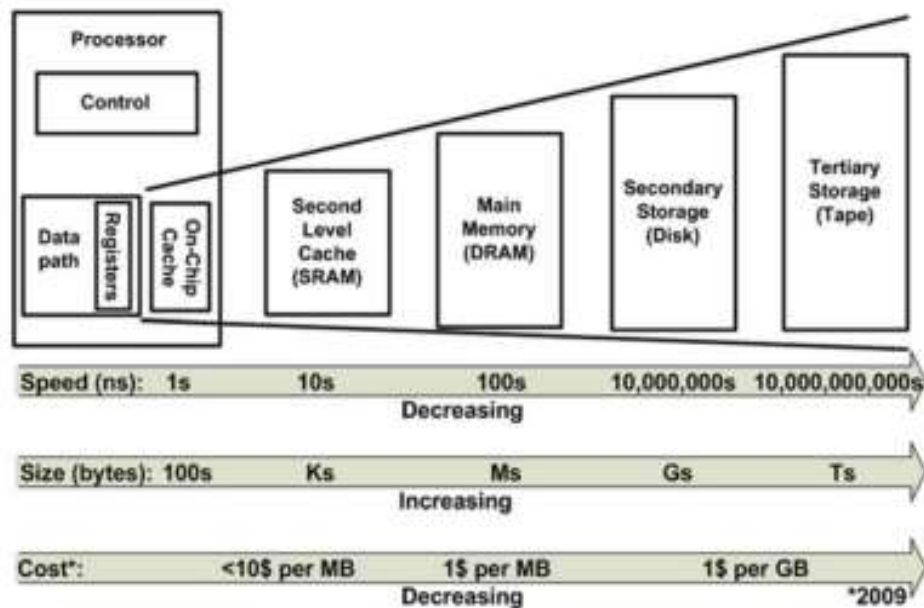 Processor
Control
Data
path
Registers
On-Chip
Cache
Second
Level
Cache
(SRAM)
Main
Memory
(DRAM)
Secondary
Storage
(Disk)
Tertiary
Storage
(Tape)
Speed (ns): 1s 10s 100s 10,000,000s 10,000,000,000s
Decreasing
Size (bytes): 100s Ks Ms Gs Ts
Increasing
Cost*: <10$ per MB 1$ per MB 1$ per GB
Decreasing *2009